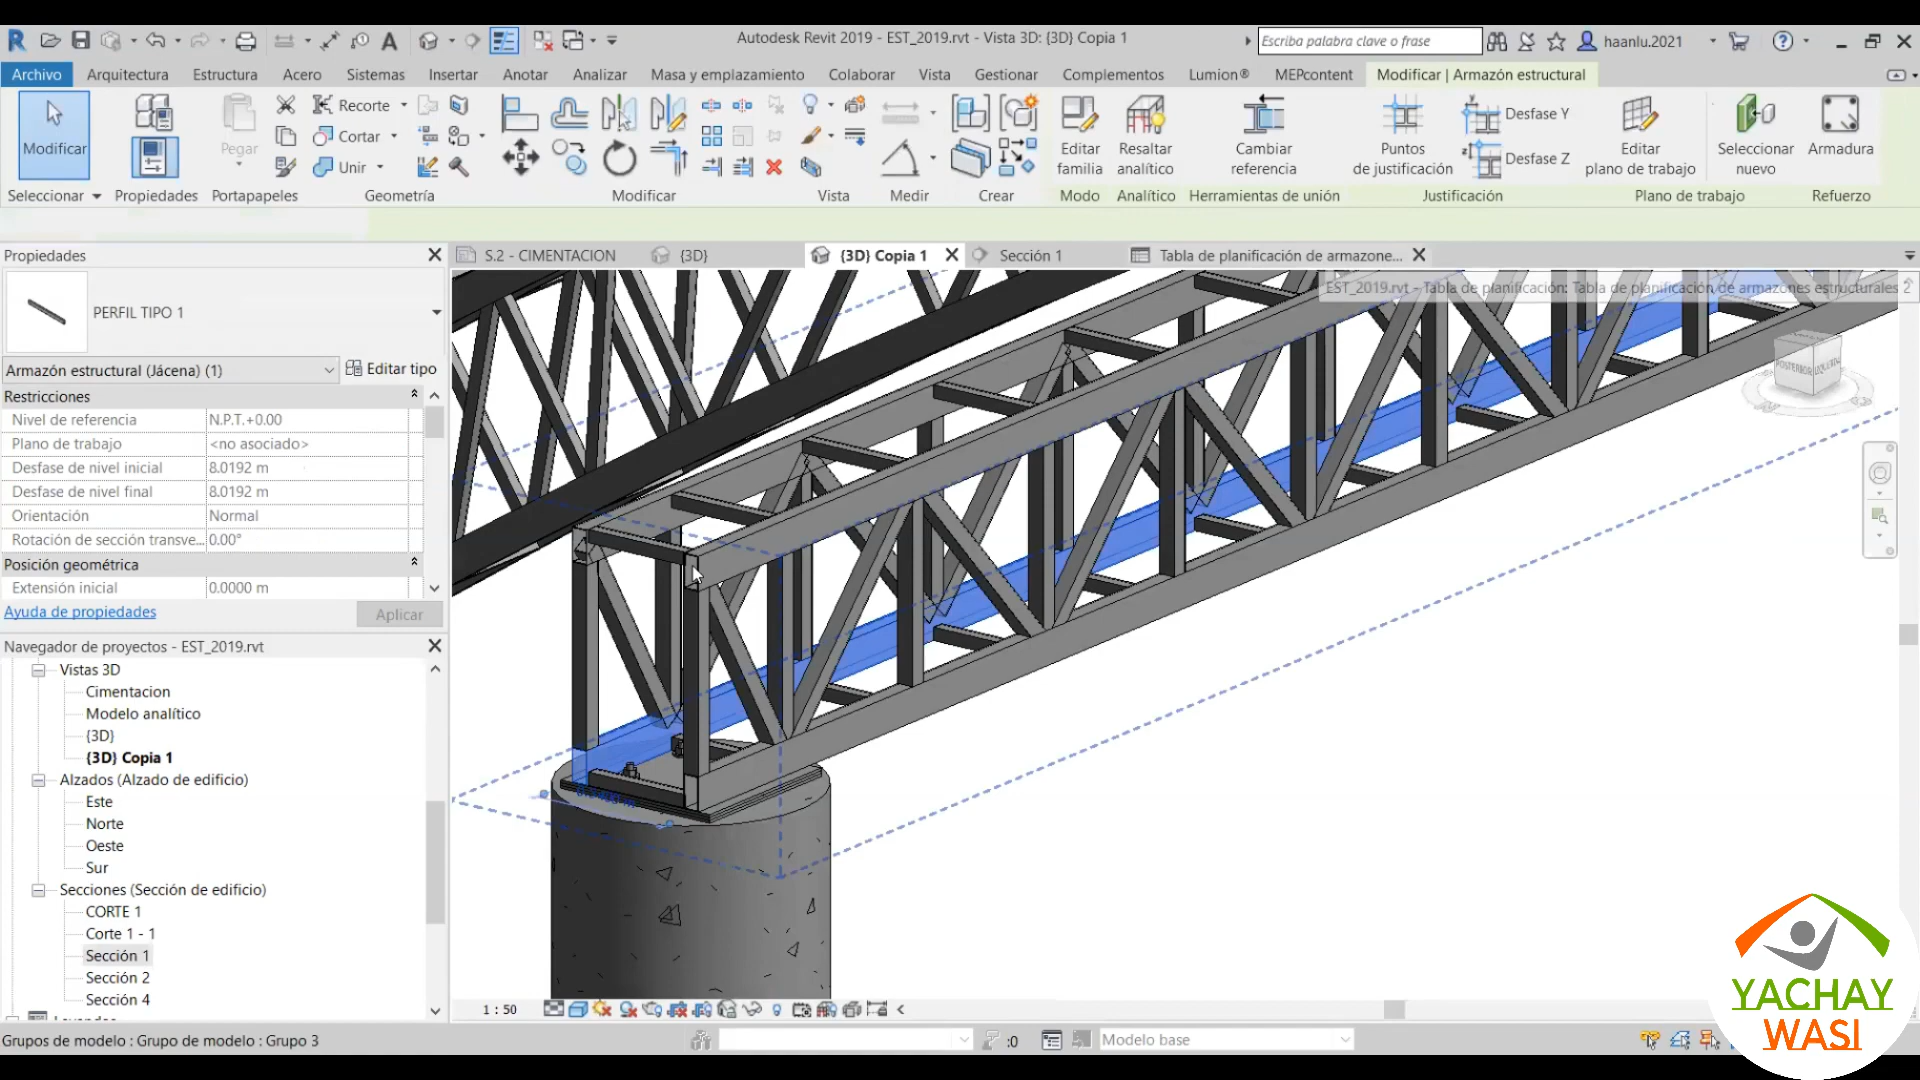 Autodesk Revit 2019 - EST_2019.rvt - Vista 3D: {3D} Copia 1
Escriba palabra clave o frase
haanlu.2021
Archivo
Arquitectura
Estructura
Acero
Sistemas
Insertar
Anotar
Analizar
Masa y emplazamiento
Colaborar
Vista
Gestionar
Complementos
Lumion®
MEPcontent
Modificar | Armazón estructural
Modificar
Pegar
Recorte
Cortar
Unir
Editar familia
Resaltar analítico
Cambiar referencia
Puntos de justificación
Desfase Y
Desfase Z
Editar plano de trabajo
Seleccionar nuevo
Armadura
Seleccionar
Propiedades
Portapapeles
Geometría
Modificar
Vista
Medir
Crear
Modo
Analítico
Herramientas de unión
Justificación
Plano de trabajo
Refuerzo
Propiedades
S.2 - CIMENTACION
{3D}
{3D} Copia 1
Sección 1
Tabla de planificación de armazone...
EST_2019.rvt - Tabla de planificación: Tabla de planificación de armazones estructurales 2
PERFIL TIPO 1
Armazón estructural (Jácena) (1)
Editar tipo
Restricciones
Nivel de referencia N.P.T.+0.00
Plano de trabajo <no asociado>
Desfase de nivel inicial 8.0192 m
Desfase de nivel final 8.0192 m
Orientación Normal
Rotación de sección transve... 0.00°
Posición geométrica
Extensión inicial 0.0000 m
Ayuda de propiedades
Aplicar
Navegador de proyectos - EST_2019.rvt
Vistas 3D
Cimentacion
Modelo analítico
{3D}
{3D} Copia 1
Alzados (Alzado de edificio)
Este
Norte
Oeste
Sur
Secciones (Sección de edificio)
CORTE 1
Corte 1 - 1
Sección 1
Sección 2
Sección 4
POSTERIOR
1 : 50
Grupos de modelo : Grupo de modelo : Grupo 3
:0
Modelo base
YACHAY
WASI